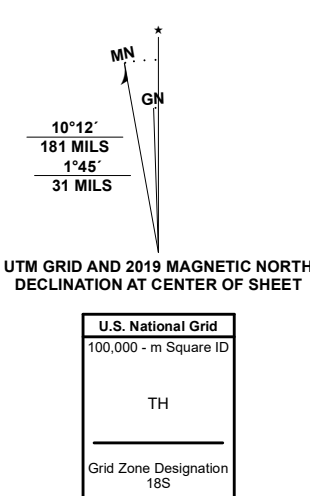 ★
MN
GN
10°12´
181 MILS
1°45´
31 MILS
UTM GRID AND 2019 MAGNETIC NORTH
DECLINATION AT CENTER OF SHEET
U.S. National Grid
100,000 - m Square ID
TH
Grid Zone Designation
18S